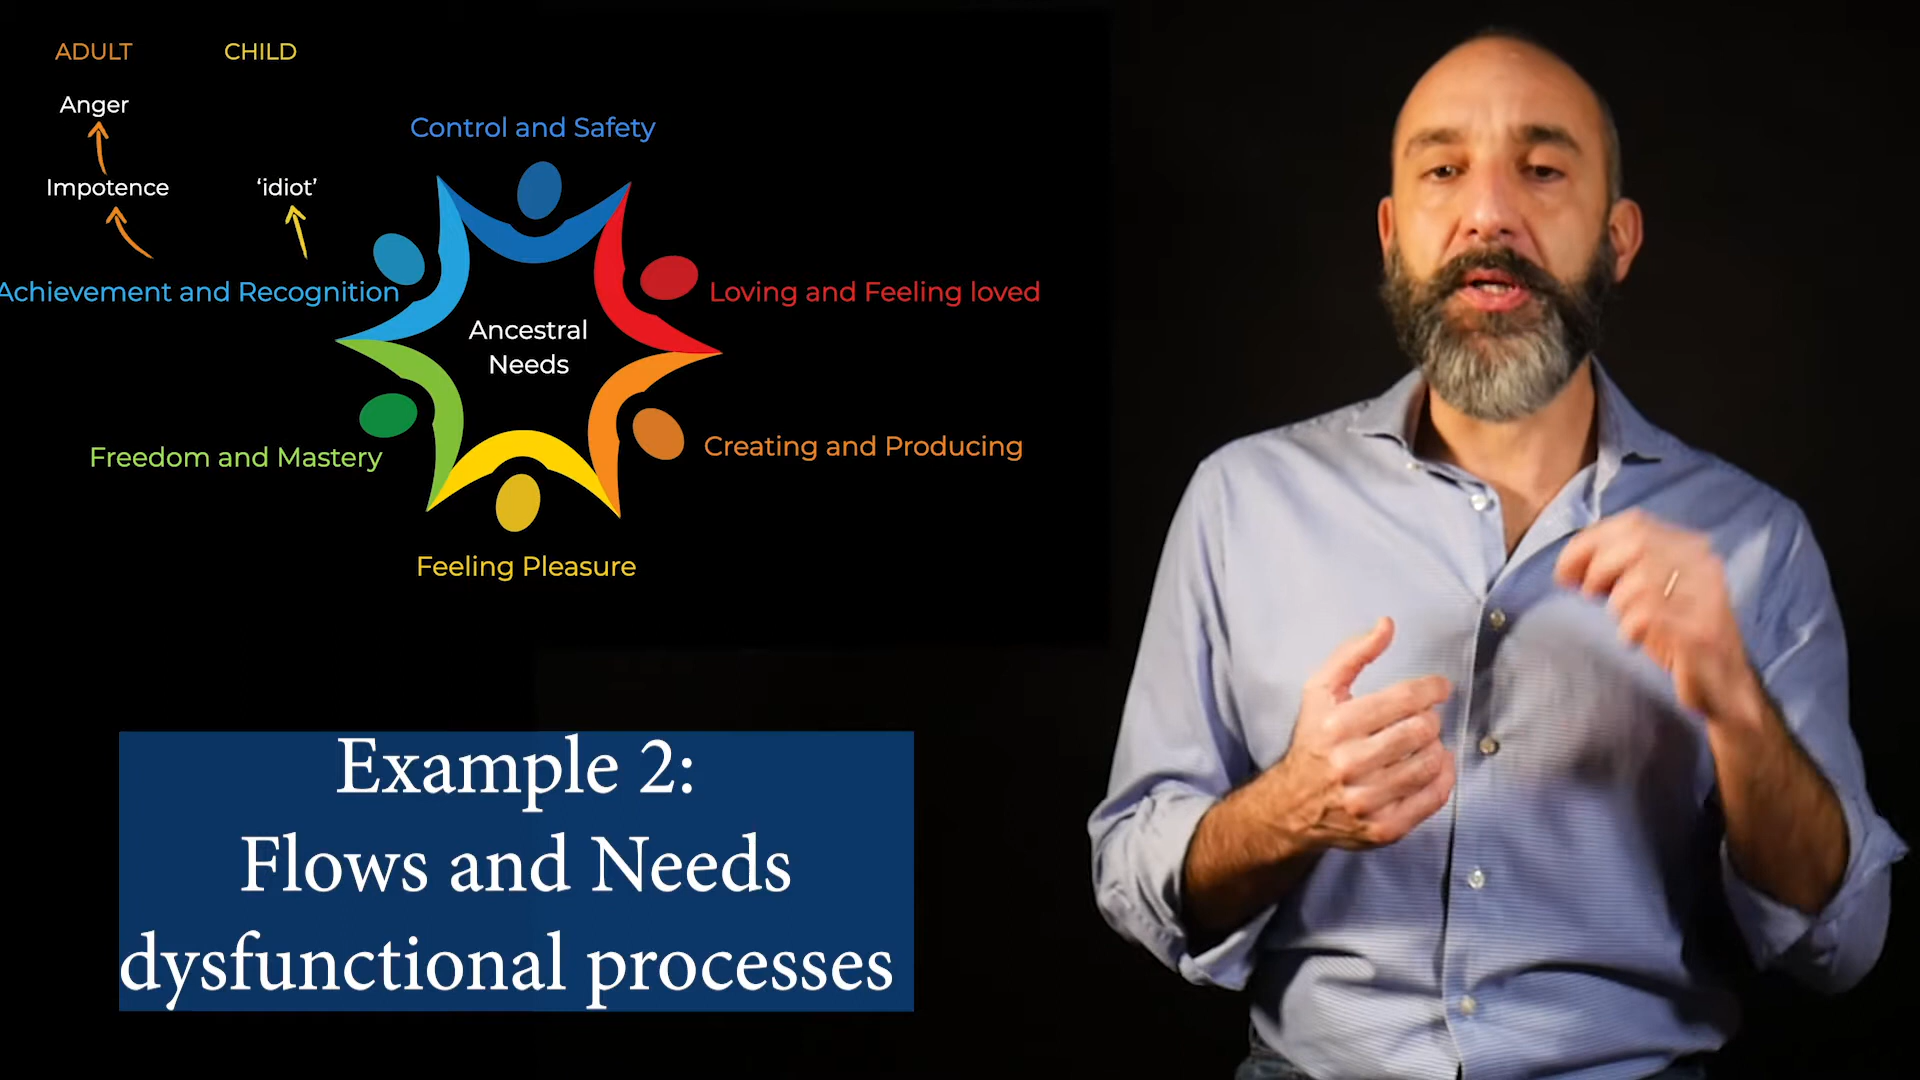 ADULT
CHILD
Anger
Control and Safety
Impotence
‘idiot’
Achievement and Recognition
Loving and Feeling loved
Ancestral
Needs
Freedom and Mastery
Creating and Producing
Feeling Pleasure
Example 2:
Flows and Needs
dysfunctional processes